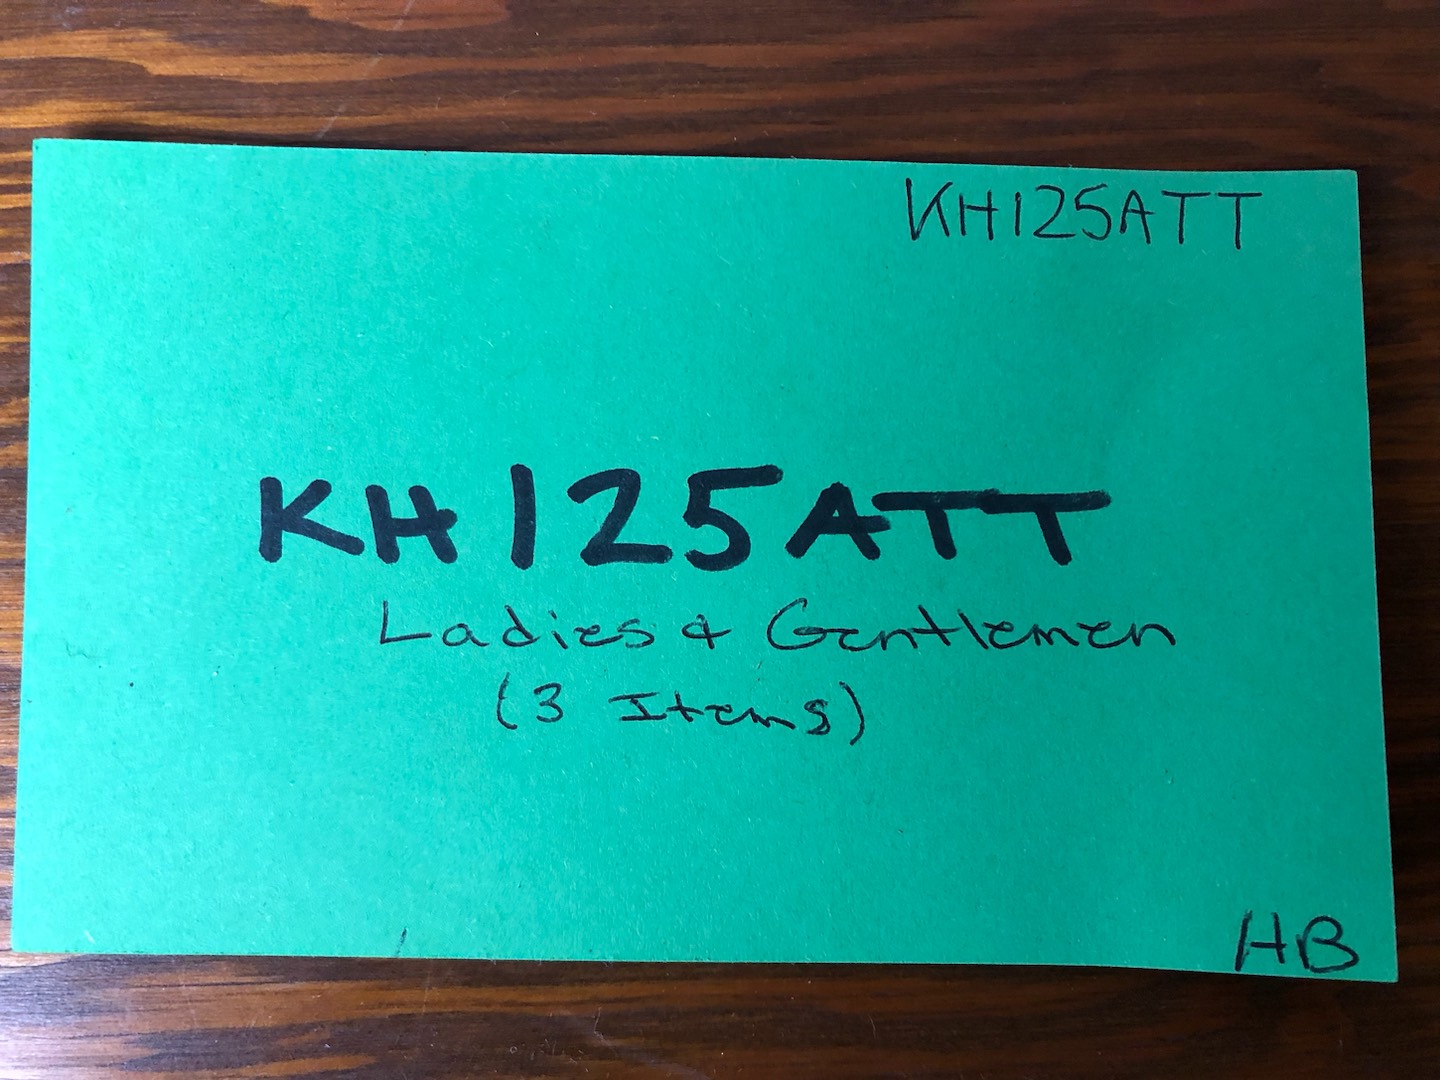 KH125ATT
KH125ATT
Ladies & Gentlemen
(3 Items)
HB